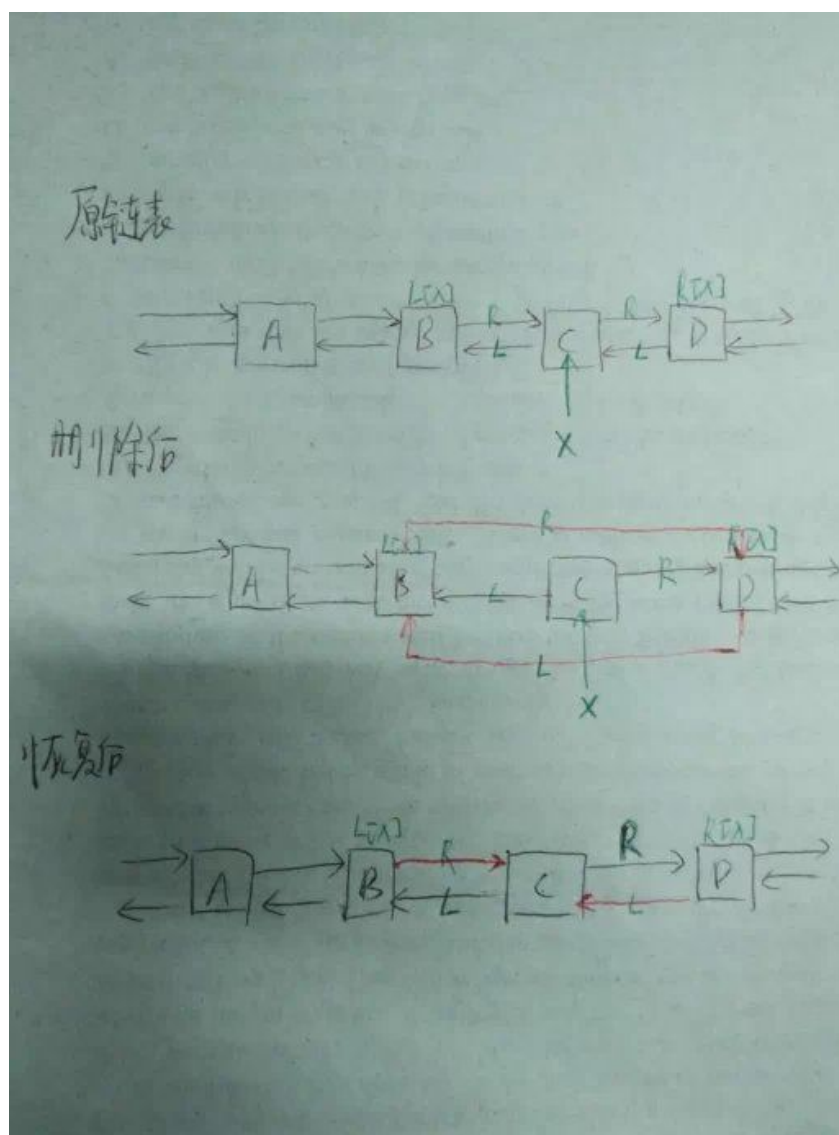 原链表
L[X] R[X]
A B R L C R L D
X
删除后
R
L[X] R[X]
A B L C R D
L
X
恢复后
L[X] R[X]
A B R L C R L D